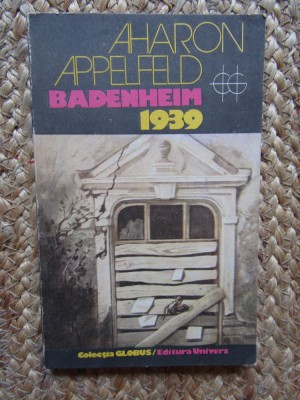 AHARON
APPELFELD
BADENHEIM
1939
Colecția GLOBUS/Editura Univers